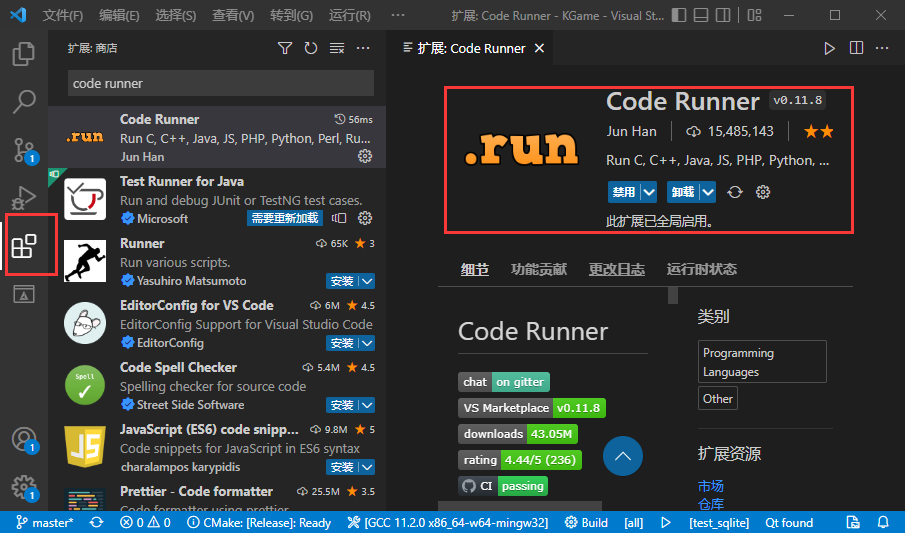 文件(F) 编辑(E) 选择(S) 查看(V) 转到(G) 运行(R) ··· 扩展: Code Runner - KGame - Visual St...
扩展: 商店
扩展: Code Runner
code runner
Code Runner 56ms
.run
Run C, C++, Java, JS, PHP, Python, Perl, Ru...
Jun Han
Test Runner for Java
Run and debug JUnit or TestNG test cases.
Microsoft 需要重新加载
Runner 65K 3
Run various scripts.
Yasuhiro Matsumoto 安装
EditorConfig for VS Code 6M 4.5
EditorConfig Support for Visual Studio Code
EditorConfig 安装
Spell
Code Spell Checker 5.4M 4.5
Spelling checker for source code
Street Side Software 安装
JS
JavaScript (ES6) code snipp... 9.8M 5
Code snippets for JavaScript in ES6 syntax
charalampos karypidis 安装
Prettier - Code formatter 25.5M 3.5
Code formatter using prettier
1
1
1
.run
Code Runner v0.11.8
Jun Han 15,485,143
Run C, C++, Java, JS, PHP, Python, ...
禁用 卸载
此扩展已全局启用。
细节 功能贡献 更改日志 运行时状态
Code Runner
chat on gitter
VS Marketplace v0.11.8
downloads 43.05M
rating 4.44/5 (236)
CI passing
类别
Programming
Languages
Other
扩展资源
市场
仓库
master* 0 0 CMake: [Release]: Ready [GCC 11.2.0 x86_64-w64-mingw32] Build [all] [test_sqlite] Qt found